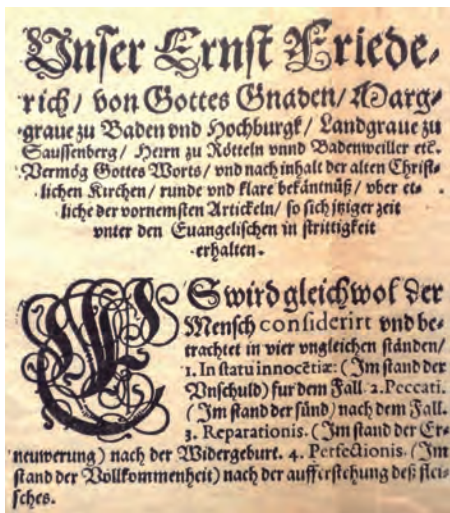 Unſer Ernſt Friede-
rich / von Gottes Gnaden / Marg-
graue zu Baden vnd Hochburgk / Landgraue zu
Sauſſenberg / Herrn zu Rötteln vnnd Badenweiller etc.
Vermög Gottes Worts / vnd nach inhalt der alten Chriſt-
lichen Kirchen / runde vnd klare bekäntnüß / vber et-
liche der vornemſten Artickeln / ſo ſich itziger zeit
vnter den Euangeliſchen in ſtrittigkeit
erhalten.
ES wird gleichwol der
Menſch conſiderirt vnd be-
trachtet in vier vngleichen ſtänden /
1. In ſtatu innocẽtiæ: (Im ſtand der
Vnſchuld) fur dem Fall. 2. Peccati.
(Im ſtand der ſünd) nach dem Fall.
3. Reparationis. (Im ſtand der Er-
neuwerung) nach der Widergeburt. 4. Perfectionis. (Im
ſtand der Vollkommenheit) nach der aufferſtehung deß flei-
ſches.